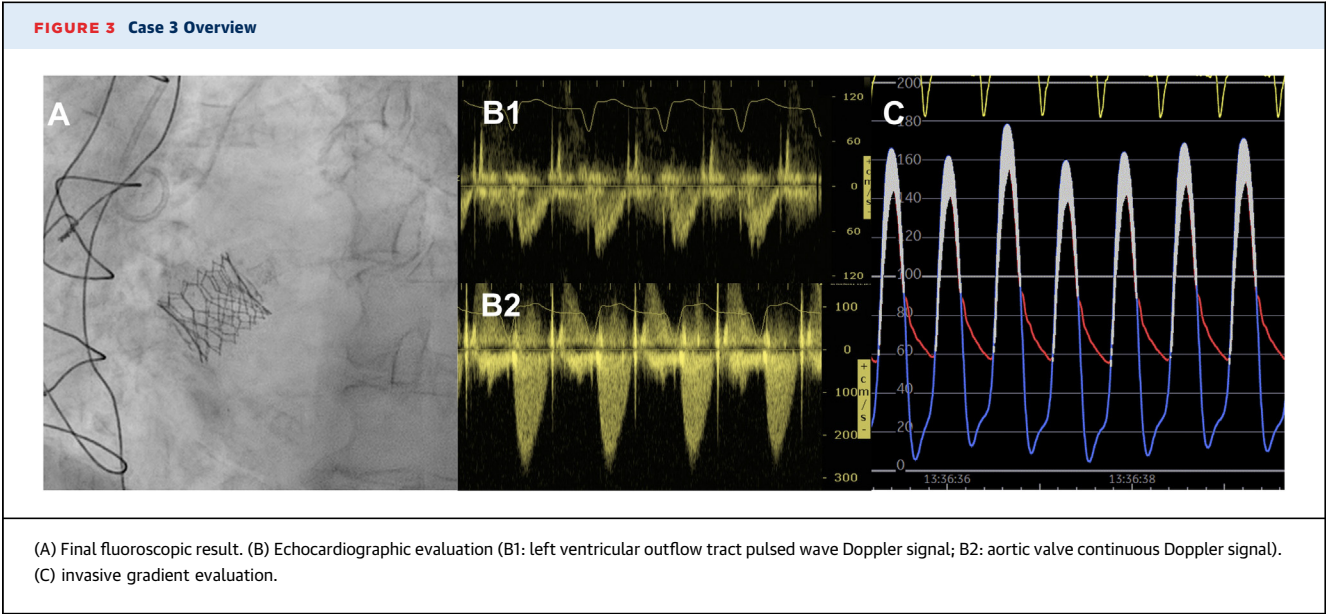 FIGURE 3 Case 3 Overview
A
B1
120
60
0
+
c
m
/
s
-
60
120
B2
100
0
+
c
m
/
s
-
100
200
300
C
200
180
160
140
120
100
80
60
40
20
0
13:36:36
13:36:38
(A) Final fluoroscopic result. (B) Echocardiographic evaluation (B1: left ventricular outflow tract pulsed wave Doppler signal; B2: aortic valve continuous Doppler signal).
(C) invasive gradient evaluation.